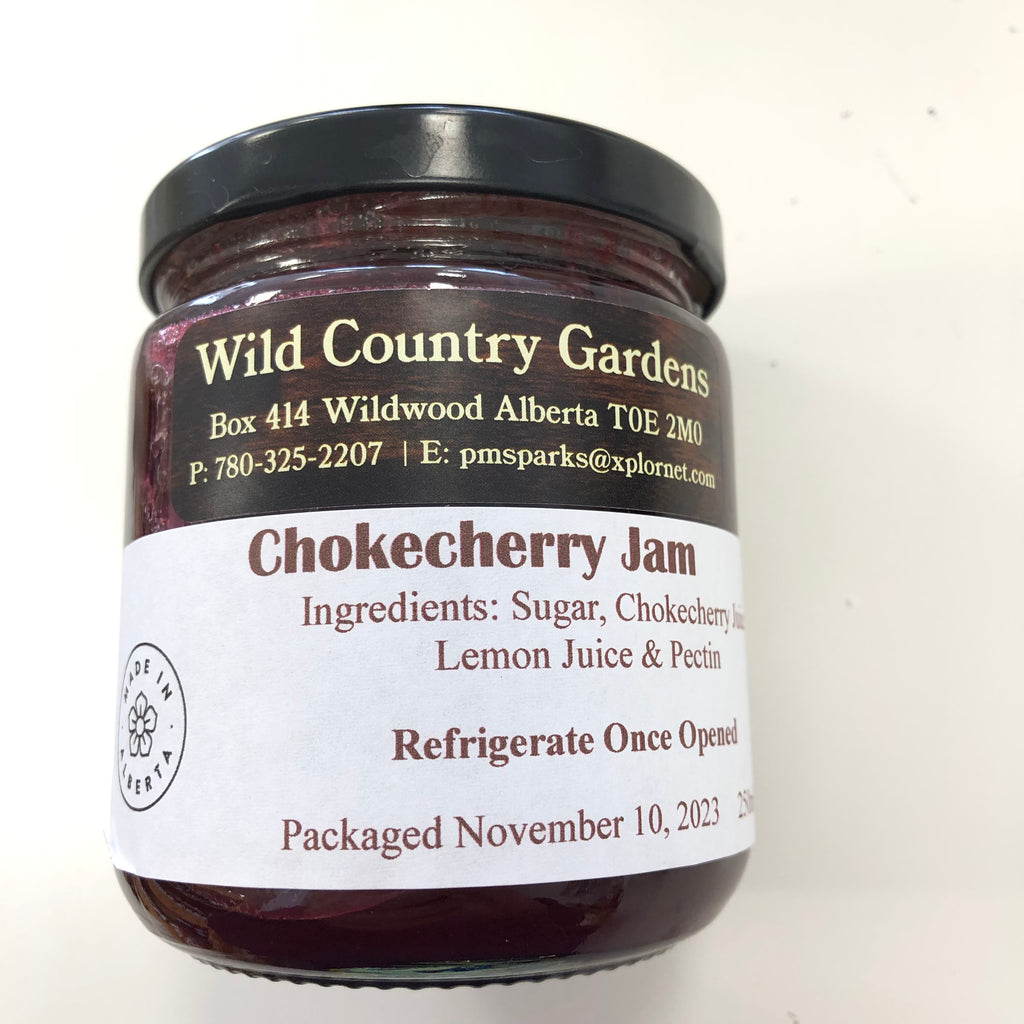 Wild Country Gardens
Box 414 Wildwood Alberta T0E 2M0
P: 780-325-2207 | E: pmsparks@xplornet.com
Chokecherry Jam
Ingredients: Sugar, Chokecherry
Lemon Juice & Pectin
MADE IN ALBERTA
Refrigerate Once Opened
Packaged November 10, 2023